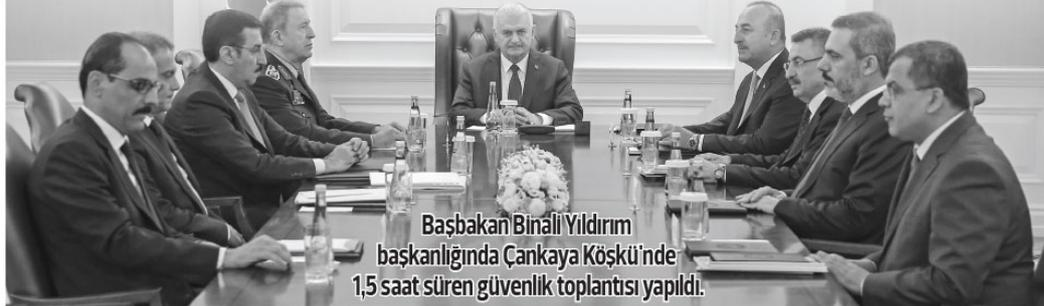 Başbakan Binali Yıldırım
başkanlığında Çankaya Köşkü'nde
1,5 saat süren güvenlik toplantısı yapıldı.